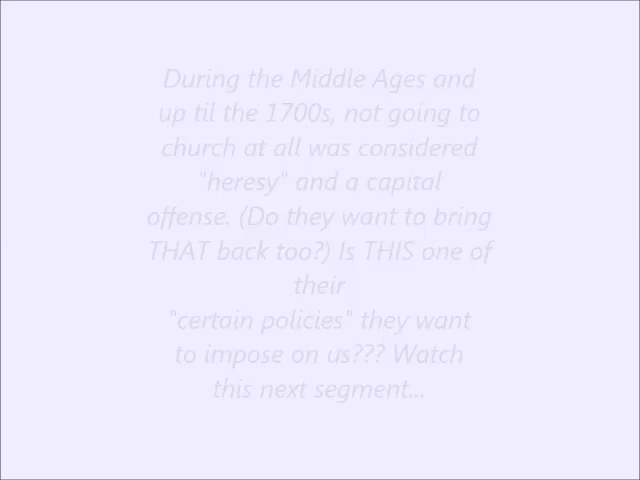 During the Middle Ages and
up til the 1700s, not going to
church at all was considered
"heresy" and a capital
offense. (Do they want to bring
THAT back too?) Is THIS one of
their
"certain policies" they want
to impose on us??? Watch
this next segment...